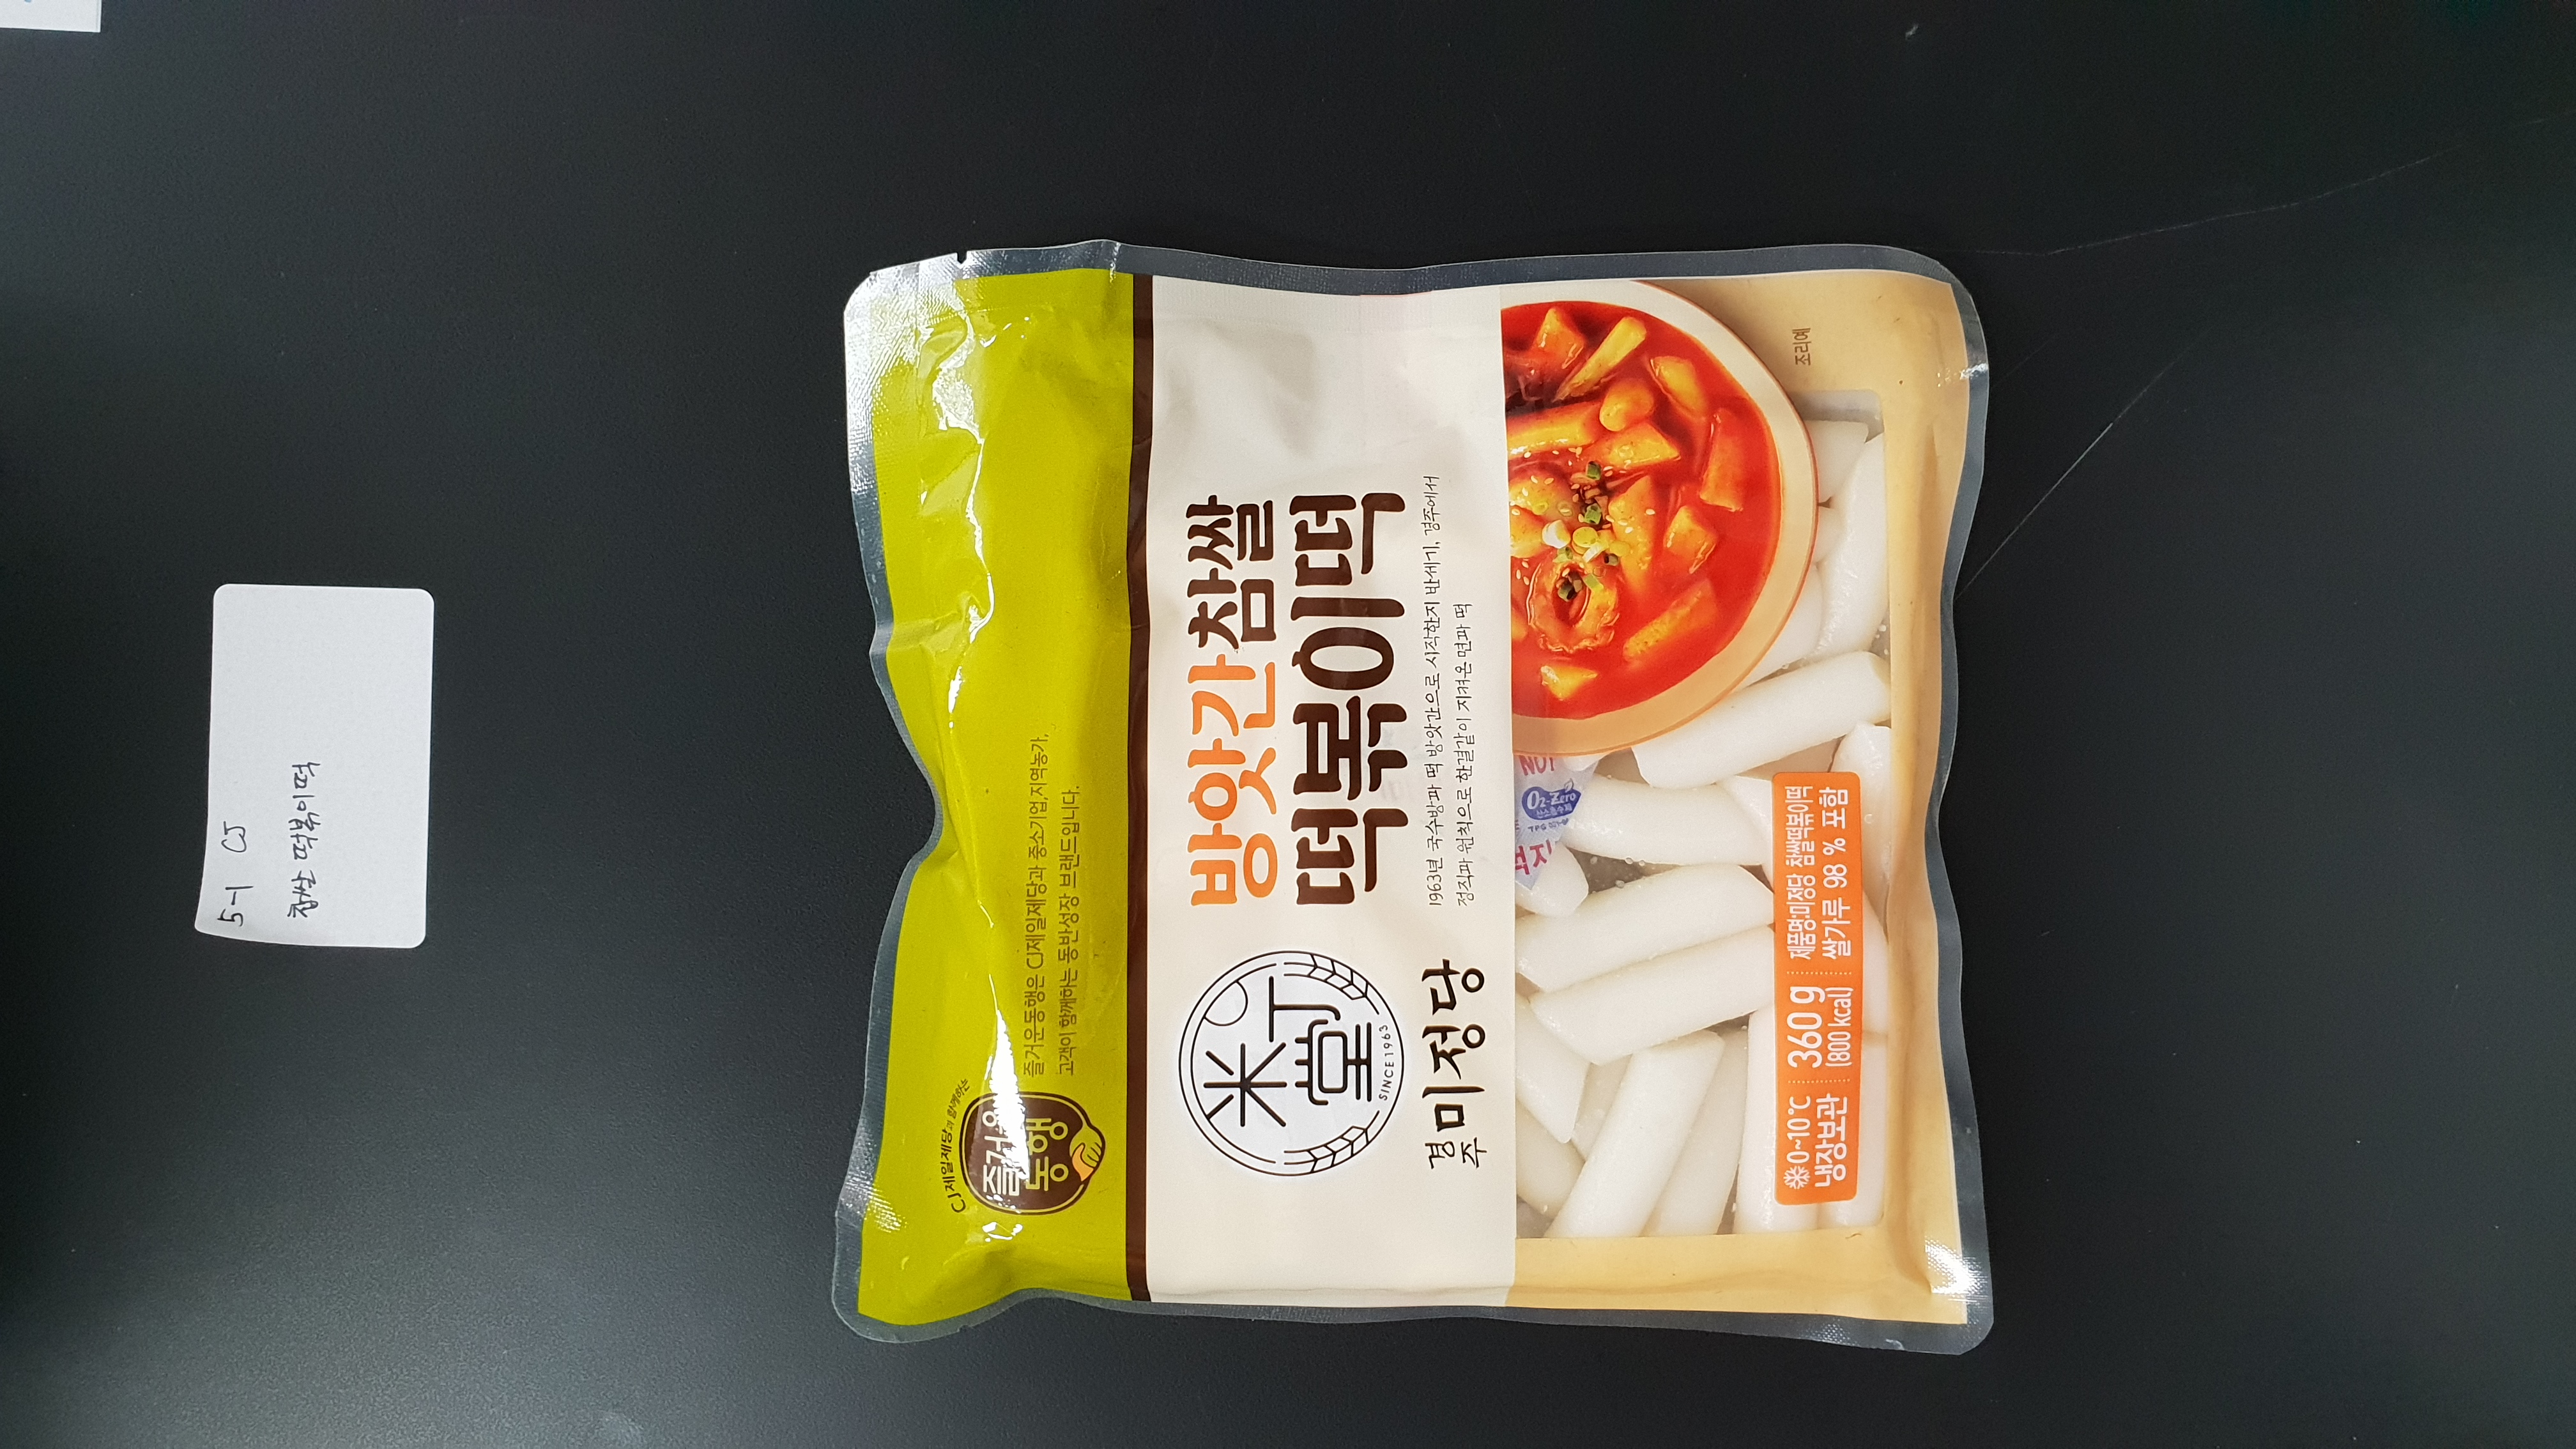 5-1 CJ
찹쌀 떡볶이떡
CJ제일제당과 함께하는
즐거운
동행
즐거운동행은 CJ제일제당과 중소기업,지역농가,
고객이 함께하는 동반성장 브랜드입니다.
米丁
堂
SINCE 1963
경주 미정당
방앗간참쌀
떡볶이떡
1963년 국수방과 떡 방앗간으로 시작한지 반세기, 경주에서
정직과 원칙으로 한결같이 지켜온 면과 떡
0~10℃
냉장보관
360 g
(800 kcal)
제품명:미정당 찹쌀떡볶이떡
쌀가루 98 % 포함
조리예